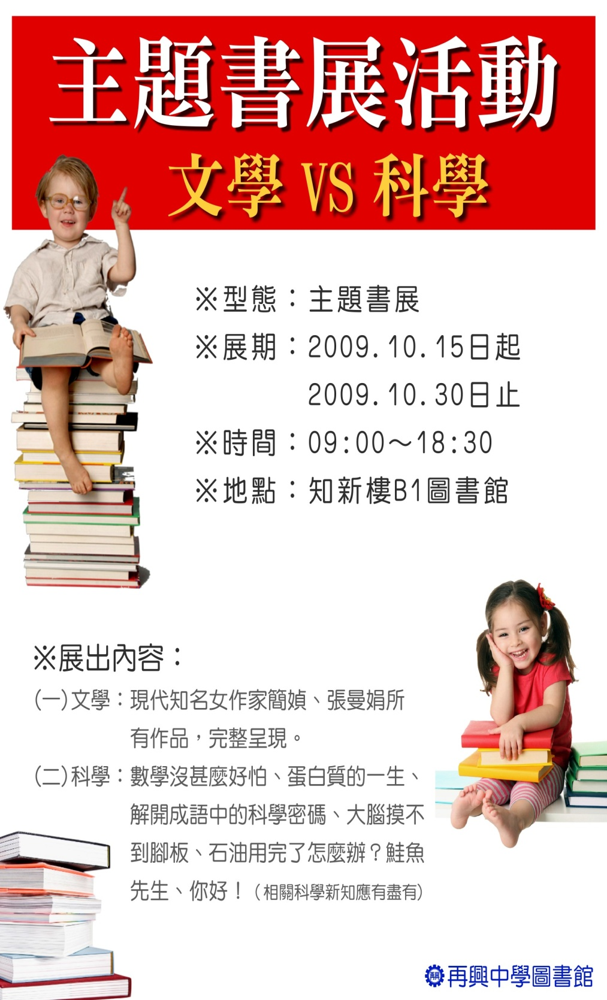 主題書展活動
文學 VS 科學
※型態：主題書展
※展期：2009.10.15日起
2009.10.30日止
※時間：09:00～18:30
※地點：知新樓B1圖書館
※展出內容：
(一)文學：現代知名女作家簡媜、張曼娟所
有作品，完整呈現。
(二)科學：數學沒甚麼好怕、蛋白質的一生、
解開成語中的科學密碼、大腦摸不
到腳板、石油用完了怎麼辦？鮭魚
先生、你好！（相關科學新知應有盡有）
再興
再興中學圖書館